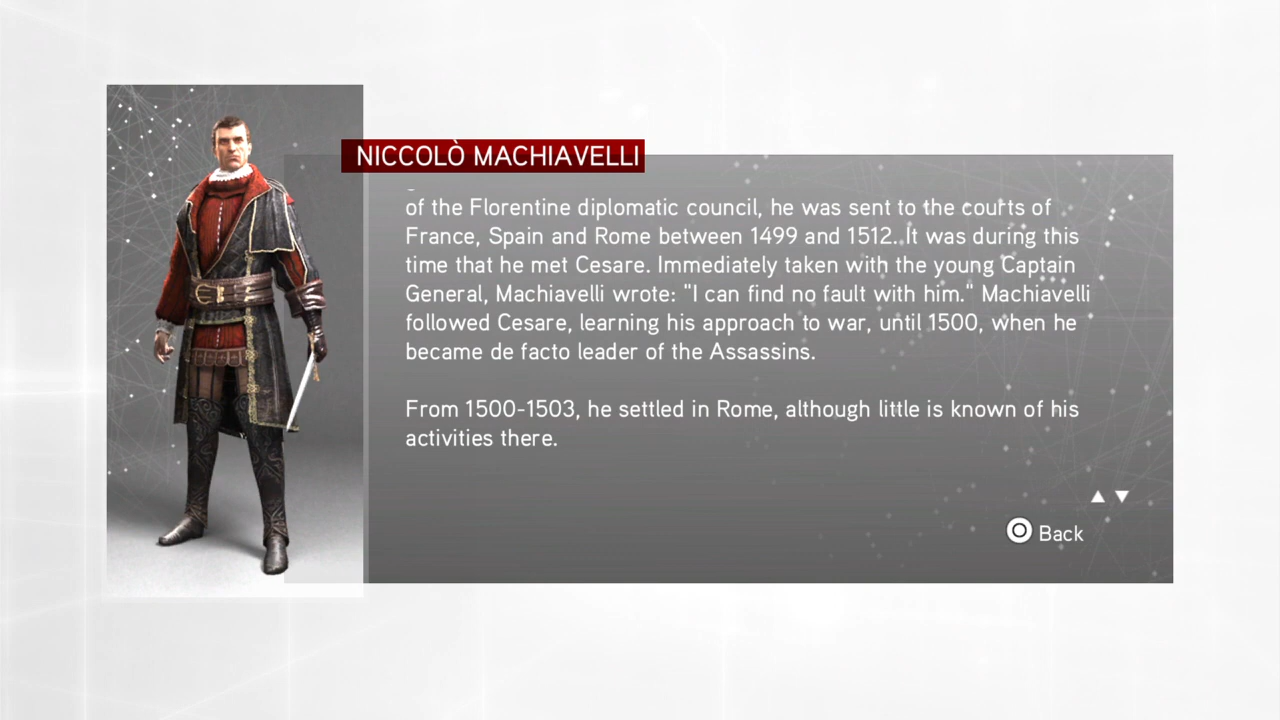 NICCOLÒ MACHIAVELLI
of the Florentine diplomatic council, he was sent to the courts of
France, Spain and Rome between 1499 and 1512. It was during this
time that he met Cesare. Immediately taken with the young Captain
General, Machiavelli wrote: "I can find no fault with him." Machiavelli
followed Cesare, learning his approach to war, until 1500, when he
became de facto leader of the Assassins.
From 1500-1503, he settled in Rome, although little is known of his
activities there.
Back